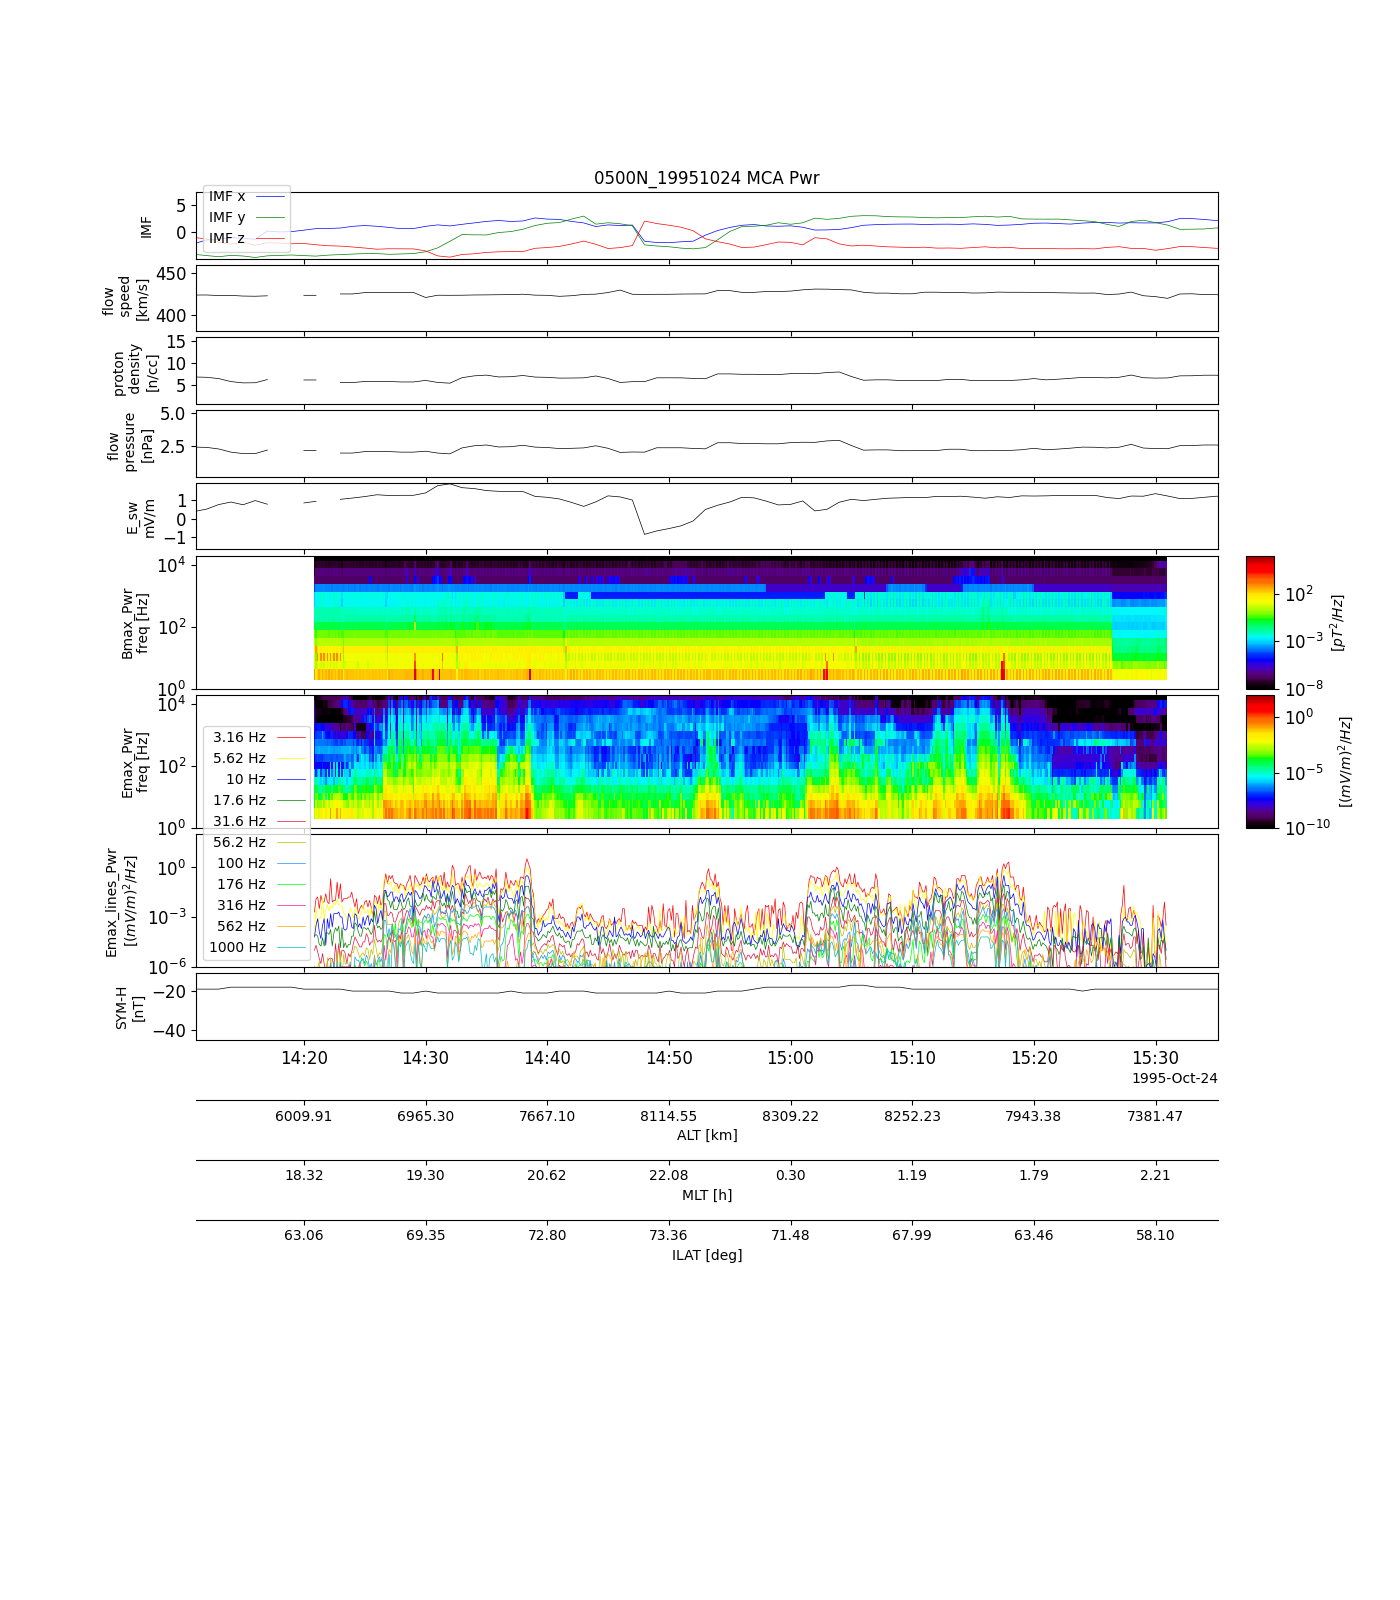 0500N_19951024 MCA Pwr
IMF
5
0
IMF x
IMF y
IMF z
flow
speed
[km/s]
450
400
proton
density
[n/cc]
15
10
5
flow
pressure
[nPa]
5.0
2.5
E_sw
mV/m
1
0
−1
Bmax_Pwr
freq [Hz]
10^4
10^2
10^0
10^2
10^−3
10^−8
[pT^2/Hz]
Emax_Pwr
freq [Hz]
10^4
10^2
10^0
10^0
10^−5
10^−10
[(mV/m)^2/Hz]
3.16 Hz
5.62 Hz
10 Hz
17.6 Hz
31.6 Hz
56.2 Hz
100 Hz
176 Hz
316 Hz
562 Hz
1000 Hz
Emax_lines_Pwr
[(mV/m)^2/Hz]
10^0
10^−3
10^−6
SYM-H
[nT]
−20
−40
14:20 14:30 14:40 14:50 15:00 15:10 15:20 15:30
1995-Oct-24
6009.91 6965.30 7667.10 8114.55 8309.22 8252.23 7943.38 7381.47
ALT [km]
18.32 19.30 20.62 22.08 0.30 1.19 1.79 2.21
MLT [h]
63.06 69.35 72.80 73.36 71.48 67.99 63.46 58.10
ILAT [deg]